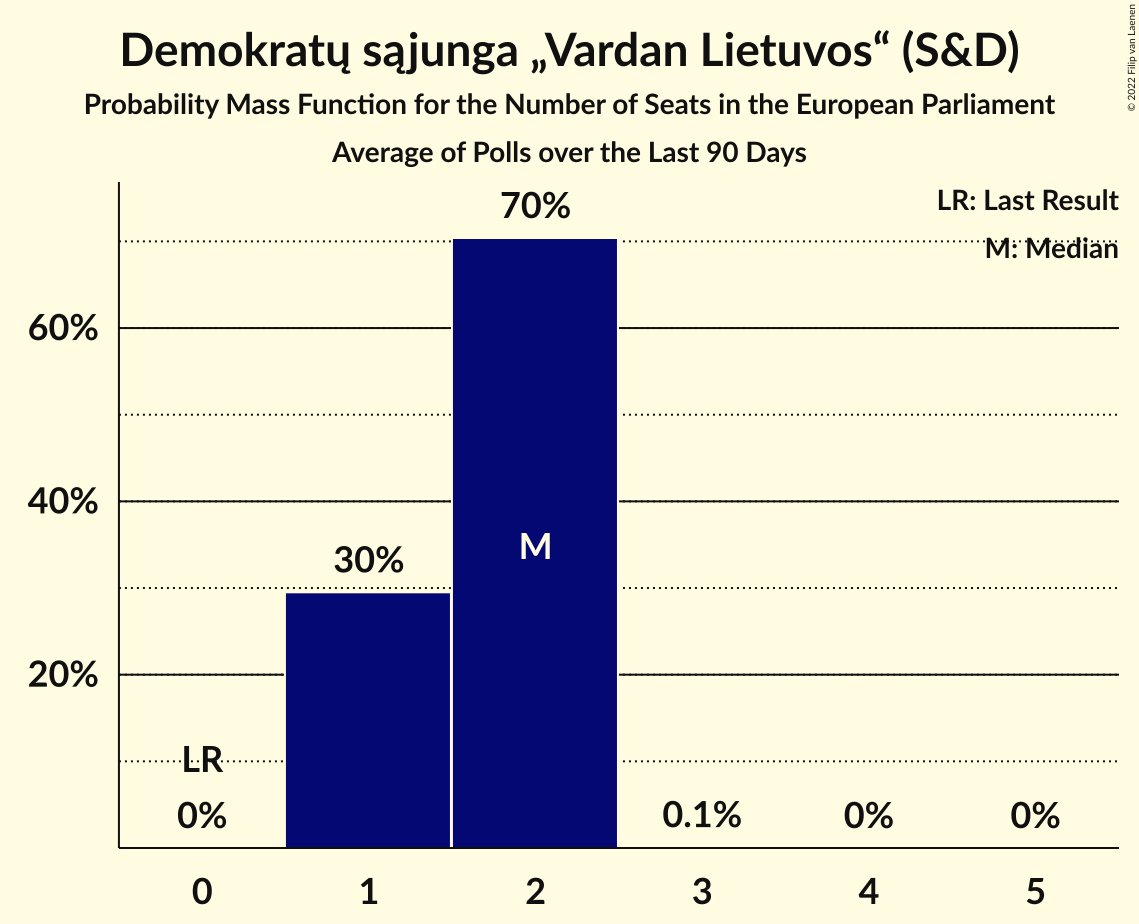 Demokratų sąjunga „Vardan Lietuvos“ (S&D)
Probability Mass Function for the Number of Seats in the European Parliament
Average of Polls over the Last 90 Days
© 2022 Filip van Laenen
LR: Last Result
M: Median
70%
60%
40%
M
30%
20%
LR
0%
0.1%
0%
0%
0 1 2 3 4 5